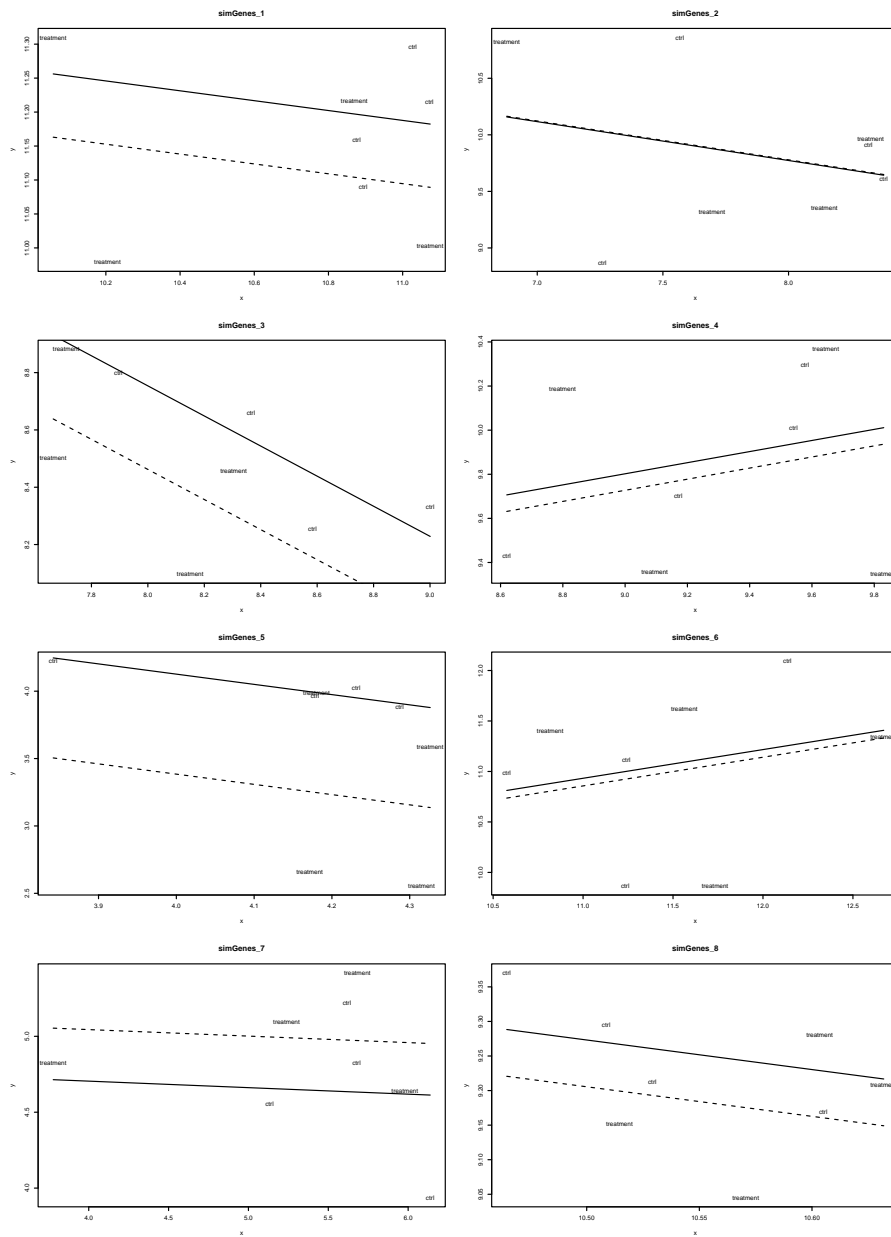 simGenes_1
treatment
ctrl
treatment
ctrl
ctrl
ctrl
treatment
treatment
11.00 11.05 11.10 11.15 11.20 11.25 11.30
y
10.2 10.4 10.6 10.8 11.0
x
simGenes_2
treatment
ctrl
treatment
ctrl
ctrl
treatment
treatment
ctrl
9.0 9.5 10.0 10.5
y
7.0 7.5 8.0
x
simGenes_3
treatment
ctrl
ctrl
treatment
treatment
ctrl
ctrl
treatment
8.2 8.4 8.6 8.8
y
7.8 8.0 8.2 8.4 8.6 8.8 9.0
x
simGenes_4
treatment
ctrl
treatment
ctrl
ctrl
ctrl
treatment
treatme
9.4 9.6 9.8 10.0 10.2 10.4
y
8.6 8.8 9.0 9.2 9.4 9.6 9.8
x
simGenes_5
ctrl
treatment
ctrl
ctrl
ctrl
treatment
treatment
treatment
2.5 3.0 3.5 4.0
y
3.9 4.0 4.1 4.2 4.3
x
simGenes_6
ctrl
treatment
treatment
treatme
ctrl
ctrl
ctrl
treatment
10.0 10.5 11.0 11.5 12.0
y
10.5 11.0 11.5 12.0 12.5
x
simGenes_7
treatment
ctrl
treatment
treatment
ctrl
treatment
ctrl
ctrl
4.0 4.5 5.0
y
4.0 4.5 5.0 5.5 6.0
x
simGenes_8
ctrl
ctrl
treatment
ctrl
treatme
ctrl
treatment
treatment
9.05 9.10 9.15 9.20 9.25 9.30 9.35
y
10.50 10.55 10.60
x